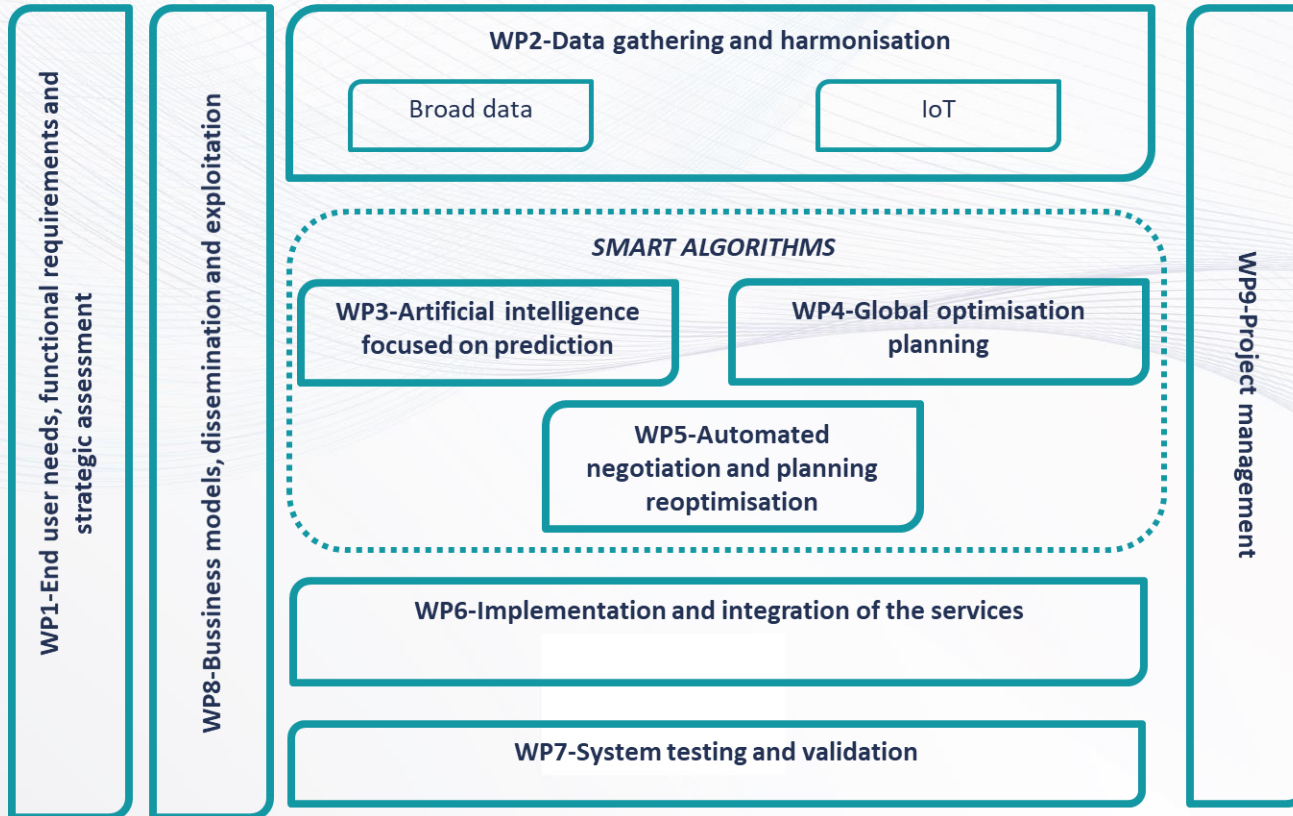 WP1-End user needs, functional requirements and
strategic assessment
WP8-Bussiness models, dissemination and exploitation
WP2-Data gathering and harmonisation
Broad data
IoT
SMART ALGORITHMS
WP3-Artificial intelligence
focused on prediction
WP4-Global optimisation
planning
WP5-Automated
negotiation and planning
reoptimisation
WP6-Implementation and integration of the services
WP7-System testing and validation
WP9-Project management